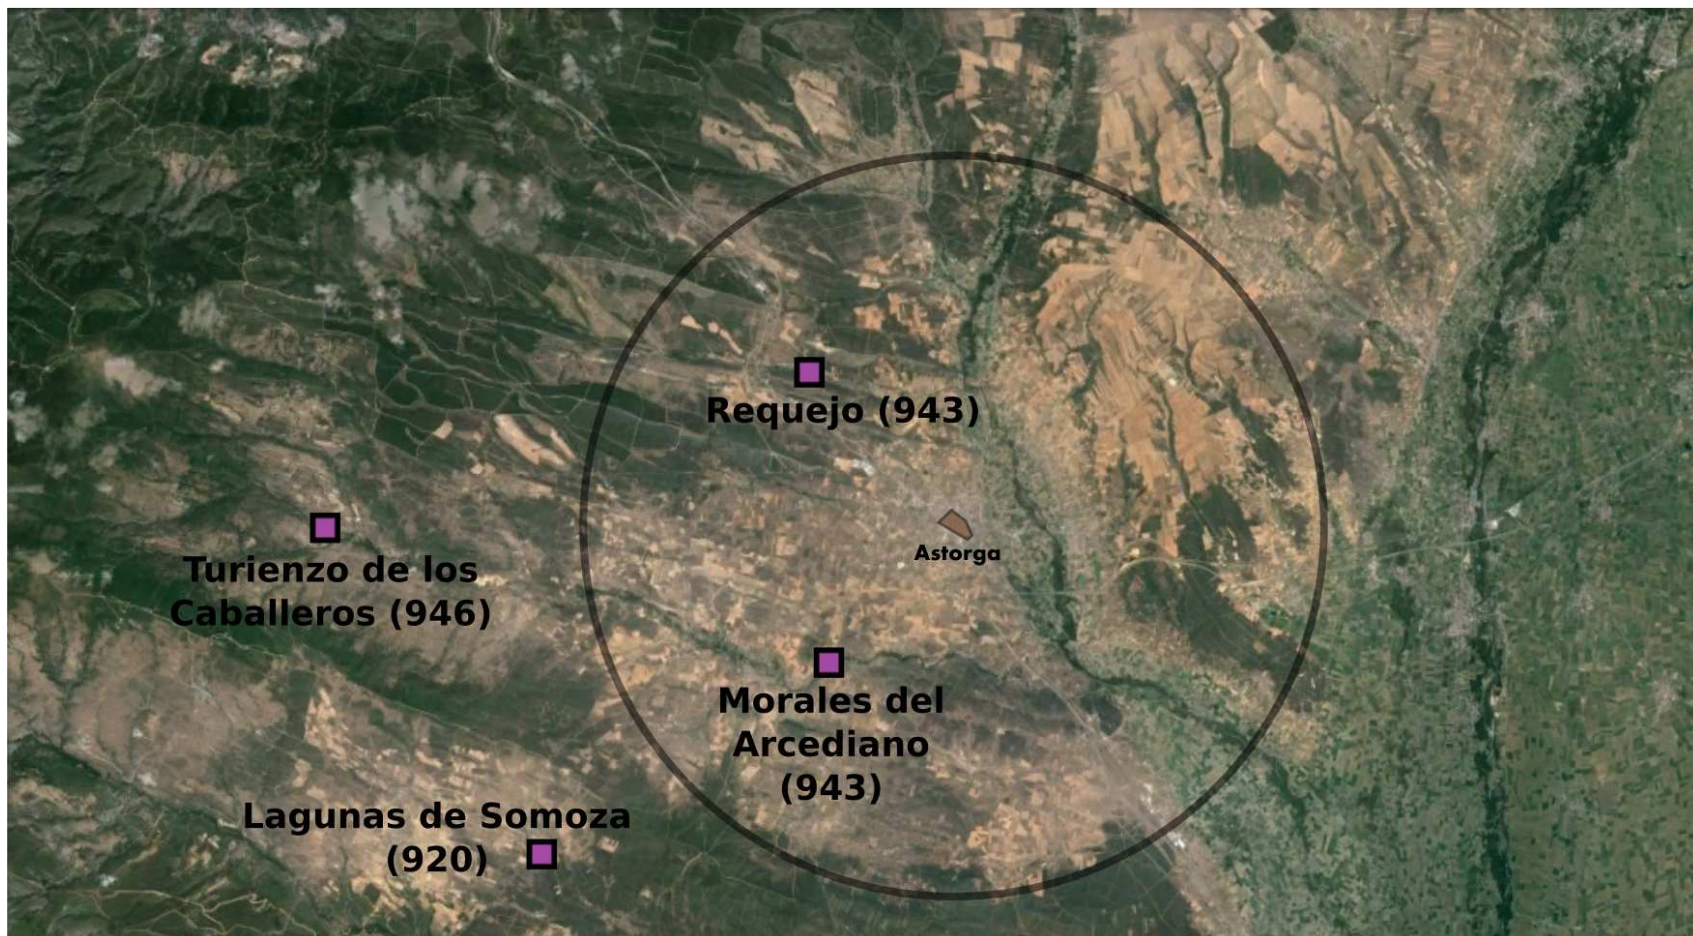 Requejo (943)
Astorga
Turienzo de los
Caballeros (946)
Morales del
Arcediano
(943)
Lagunas de Somoza
(920)